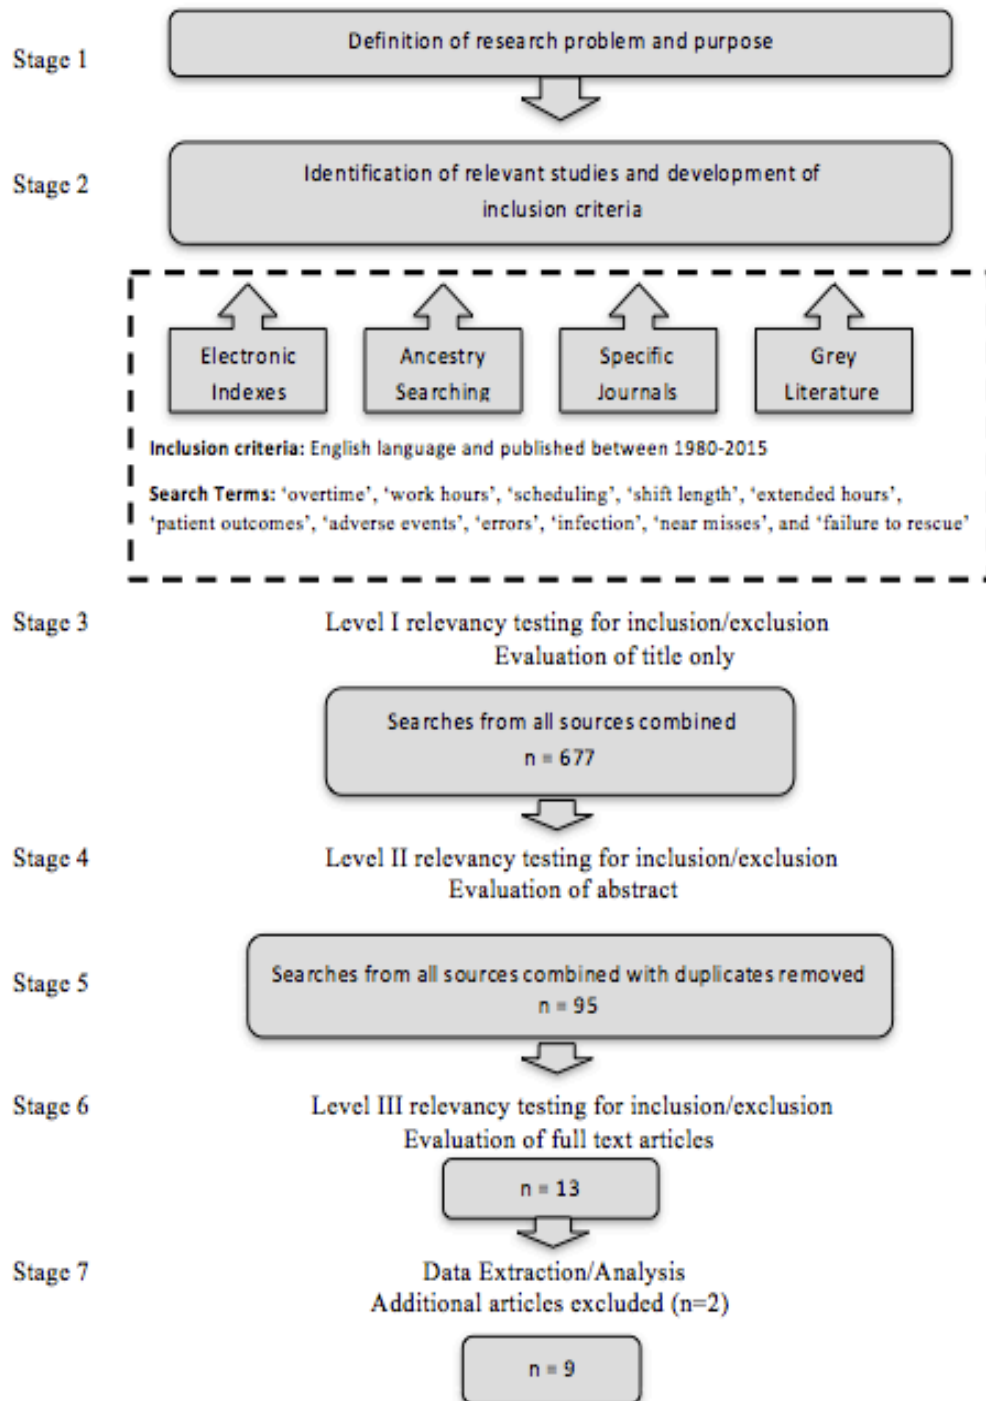 Stage 1
Definition of research problem and purpose
Stage 2
Identification of relevant studies and development of
inclusion criteria
Electronic
Indexes
Ancestry
Searching
Specific
Journals
Grey
Literature
Inclusion criteria: English language and published between 1980-2015
Search Terms: ‘overtime’, ‘work hours’, ‘scheduling’, ‘shift length’, ‘extended hours’,
‘patient outcomes’, ‘adverse events’, ‘errors’, ‘infection’, ‘near misses’, and ‘failure to rescue’
Stage 3
Level I relevancy testing for inclusion/exclusion
Evaluation of title only
Searches from all sources combined
n = 677
Stage 4
Level II relevancy testing for inclusion/exclusion
Evaluation of abstract
Stage 5
Searches from all sources combined with duplicates removed
n = 95
Stage 6
Level III relevancy testing for inclusion/exclusion
Evaluation of full text articles
n = 13
Stage 7
Data Extraction/Analysis
Additional articles excluded (n=2)
n = 9